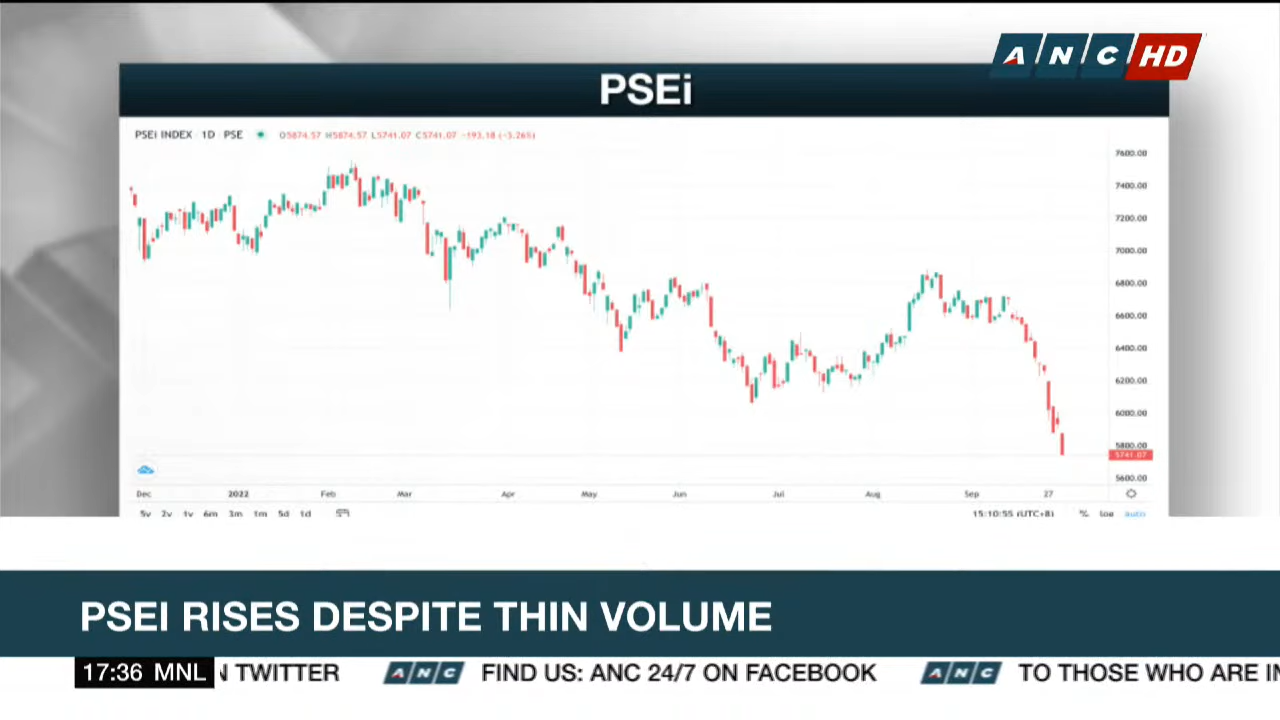 ANC HD
PSEi
PSEi INDEX · 1D · PSE O5874.57 H5874.57 L5741.07 C5741.07 −193.18 (−3.26%)
7600.00
7400.00
7200.00
7000.00
6800.00
6600.00
6400.00
6200.00
6000.00
5800.00
5741.07
5600.00
Dec 2022 Feb Mar Apr May Jun Jul Aug Sep 27
5y 2y 1y 6m 3m 1m 5d 1d 15:10:55 (UTC+8) % log auto
PSEI RISES DESPITE THIN VOLUME
17:36 MNL N TWITTER ANC FIND US: ANC 24/7 ON FACEBOOK ANC TO THOSE WHO ARE IN